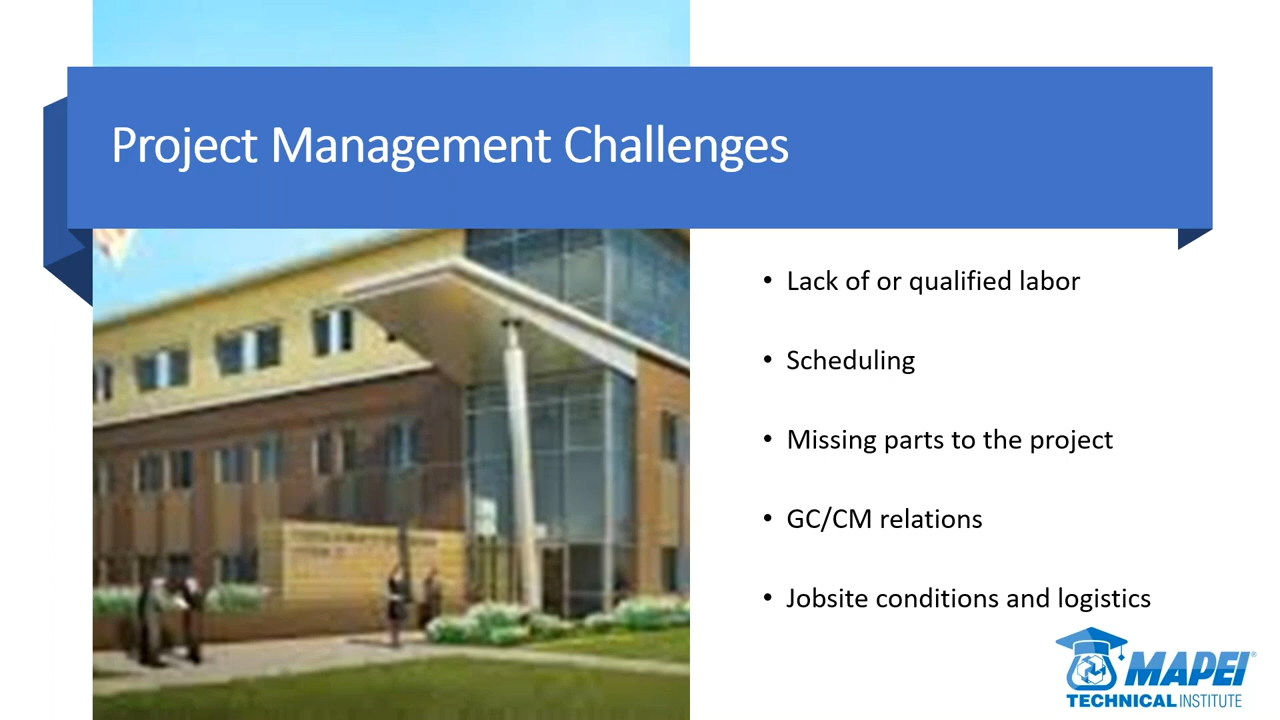 Project Management Challenges
• Lack of or qualified labor
• Scheduling
• Missing parts to the project
• GC/CM relations
• Jobsite conditions and logistics
MAPEI®
TECHNICAL INSTITUTE